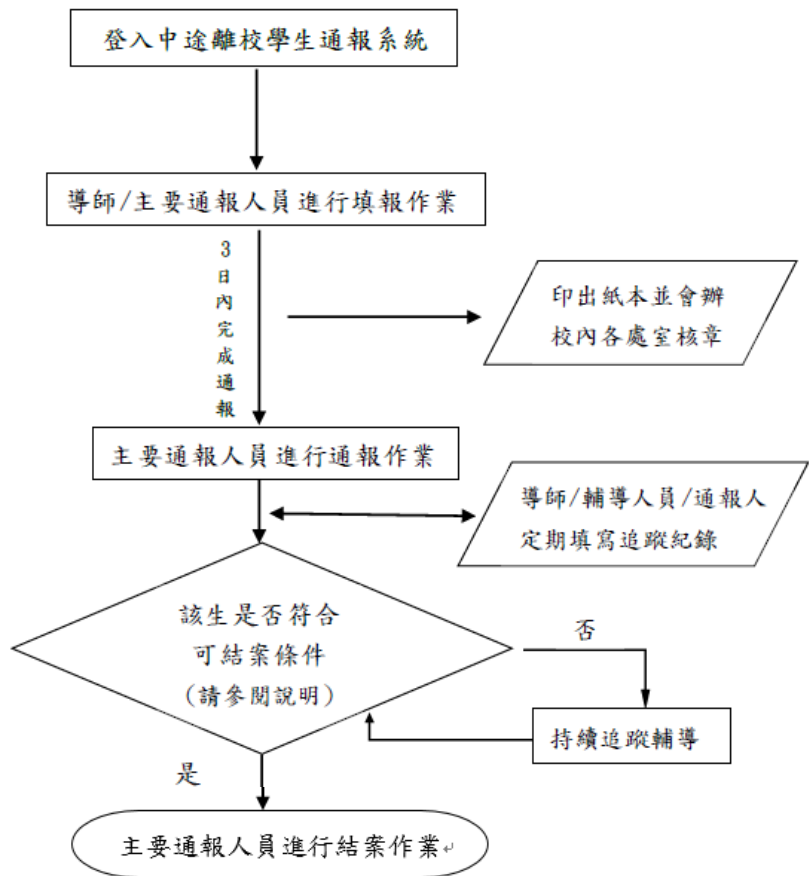 登入中途離校學生通報系統
導師/主要通報人員進行填報作業
3日內完成通報
印出紙本並會辦
校內各處室核章
主要通報人員進行通報作業
導師/輔導人員/通報人
定期填寫追蹤紀錄
該生是否符合
可結案條件
(請參閱說明)
否
持續追蹤輔導
是
主要通報人員進行結案作業↵